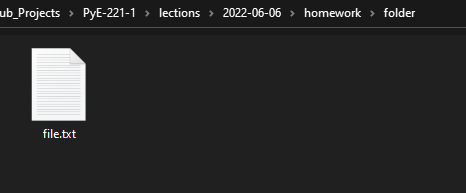 ub_Projects > PyE-221-1 > lections > 2022-06-06 > homework > folder
file.txt